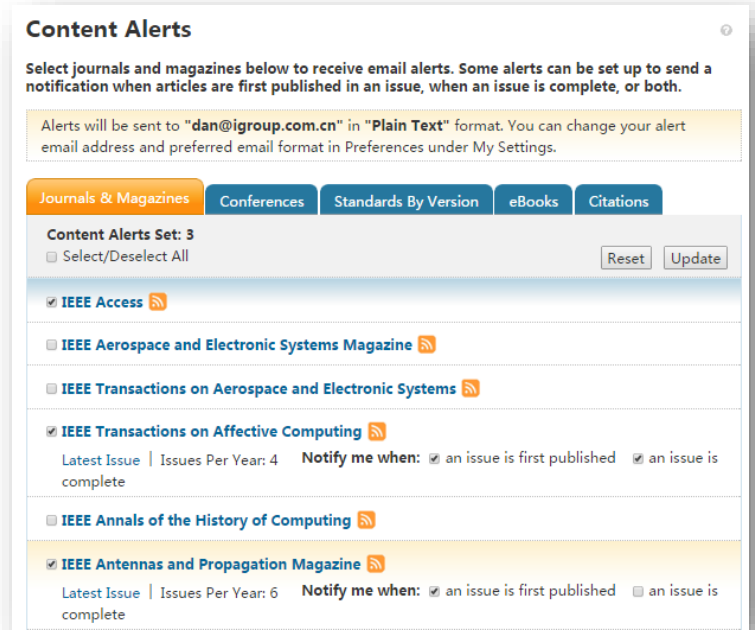 Content Alerts
Select journals and magazines below to receive email alerts. Some alerts can be set up to send a
notification when articles are first published in an issue, when an issue is complete, or both.
Alerts will be sent to "dan@igroup.com.cn" in "Plain Text" format. You can change your alert
email address and preferred email format in Preferences under My Settings.
Journals & Magazines Conferences Standards By Version eBooks Citations
Content Alerts Set: 3
Select/Deselect All Reset Update
IEEE Access
IEEE Aerospace and Electronic Systems Magazine
IEEE Transactions on Aerospace and Electronic Systems
IEEE Transactions on Affective Computing
Latest Issue | Issues Per Year: 4 Notify me when: an issue is first published an issue is
complete
IEEE Annals of the History of Computing
IEEE Antennas and Propagation Magazine
Latest Issue | Issues Per Year: 6 Notify me when: an issue is first published an issue is
complete